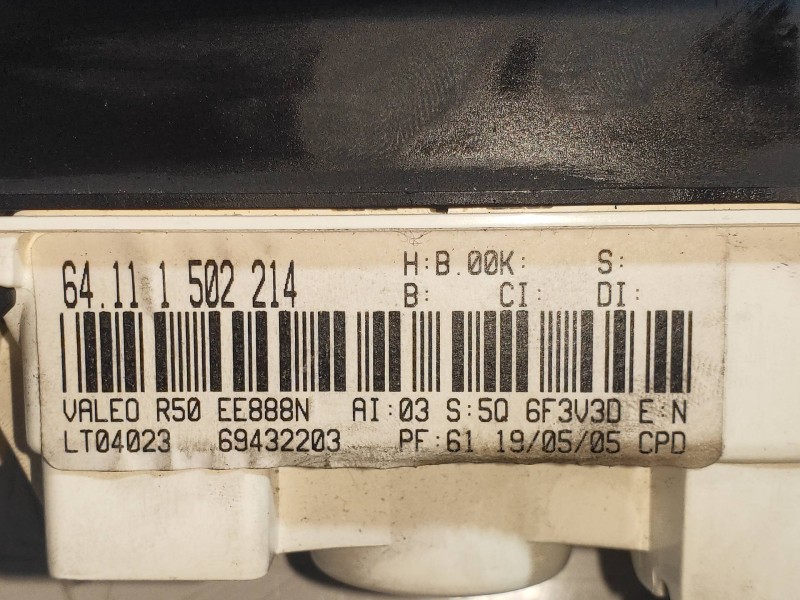 64.11 1 502 214 H:B.00K: S:
B: CI: DI:
VALEO R50 EE888N AI:03 S:5Q 6F3V3D E:N
LT04023 69432203 PF:61 19/05/05 CPD